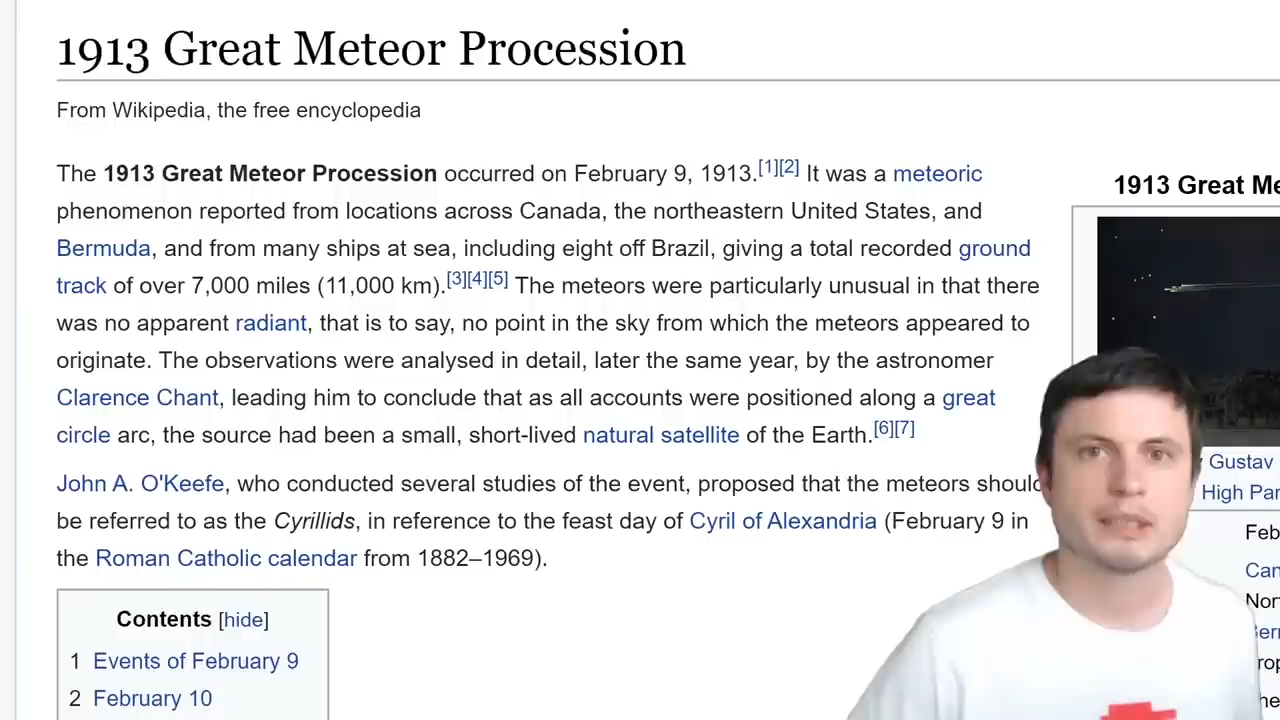 1913 Great Meteor Procession
From Wikipedia, the free encyclopedia
The 1913 Great Meteor Procession occurred on February 9, 1913.[1][2] It was a meteoric
phenomenon reported from locations across Canada, the northeastern United States, and
Bermuda, and from many ships at sea, including eight off Brazil, giving a total recorded ground
track of over 7,000 miles (11,000 km).[3][4][5] The meteors were particularly unusual in that there
was no apparent radiant, that is to say, no point in the sky from which the meteors appeared to
originate. The observations were analysed in detail, later the same year, by the astronomer
Clarence Chant, leading him to conclude that as all accounts were positioned along a great
circle arc, the source had been a small, short-lived natural satellite of the Earth.[6][7]
John A. O'Keefe, who conducted several studies of the event, proposed that the meteors should
be referred to as the Cyrillids, in reference to the feast day of Cyril of Alexandria (February 9 in
the Roman Catholic calendar from 1882–1969).
Contents [hide]
1 Events of February 9
2 February 10
1913 Great Me
Gustav
High Par
Feb
Can
Nor